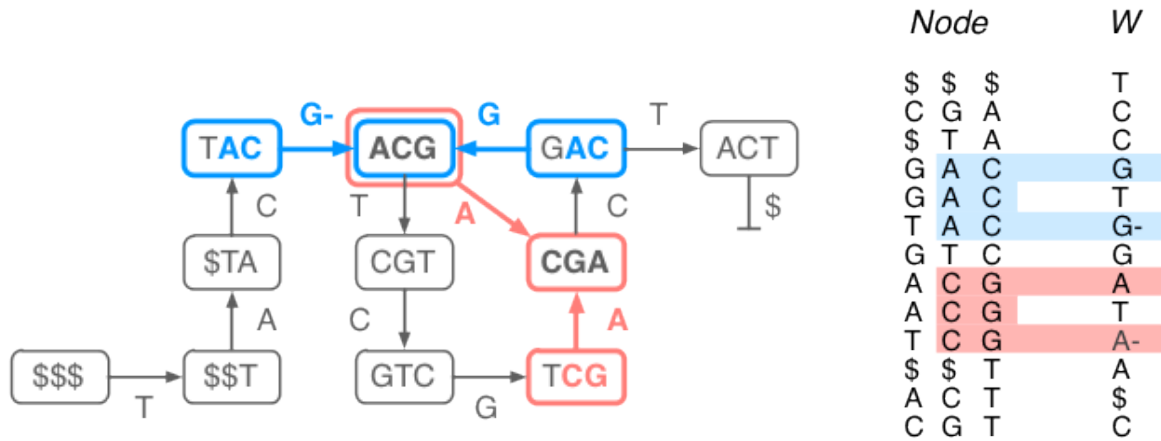 Node W
$ $ $ T
C G A C
$ T A C
G A C G
G A C T
T A C G-
G T C G
A C G A
A C G T
T C G A-
$ $ T A
A C T $
C G T C
G- G T
TAC ACG GAC ACT
C T A C $
$TA CGT CGA
A C A
$$$ $$T GTC TCG
T G